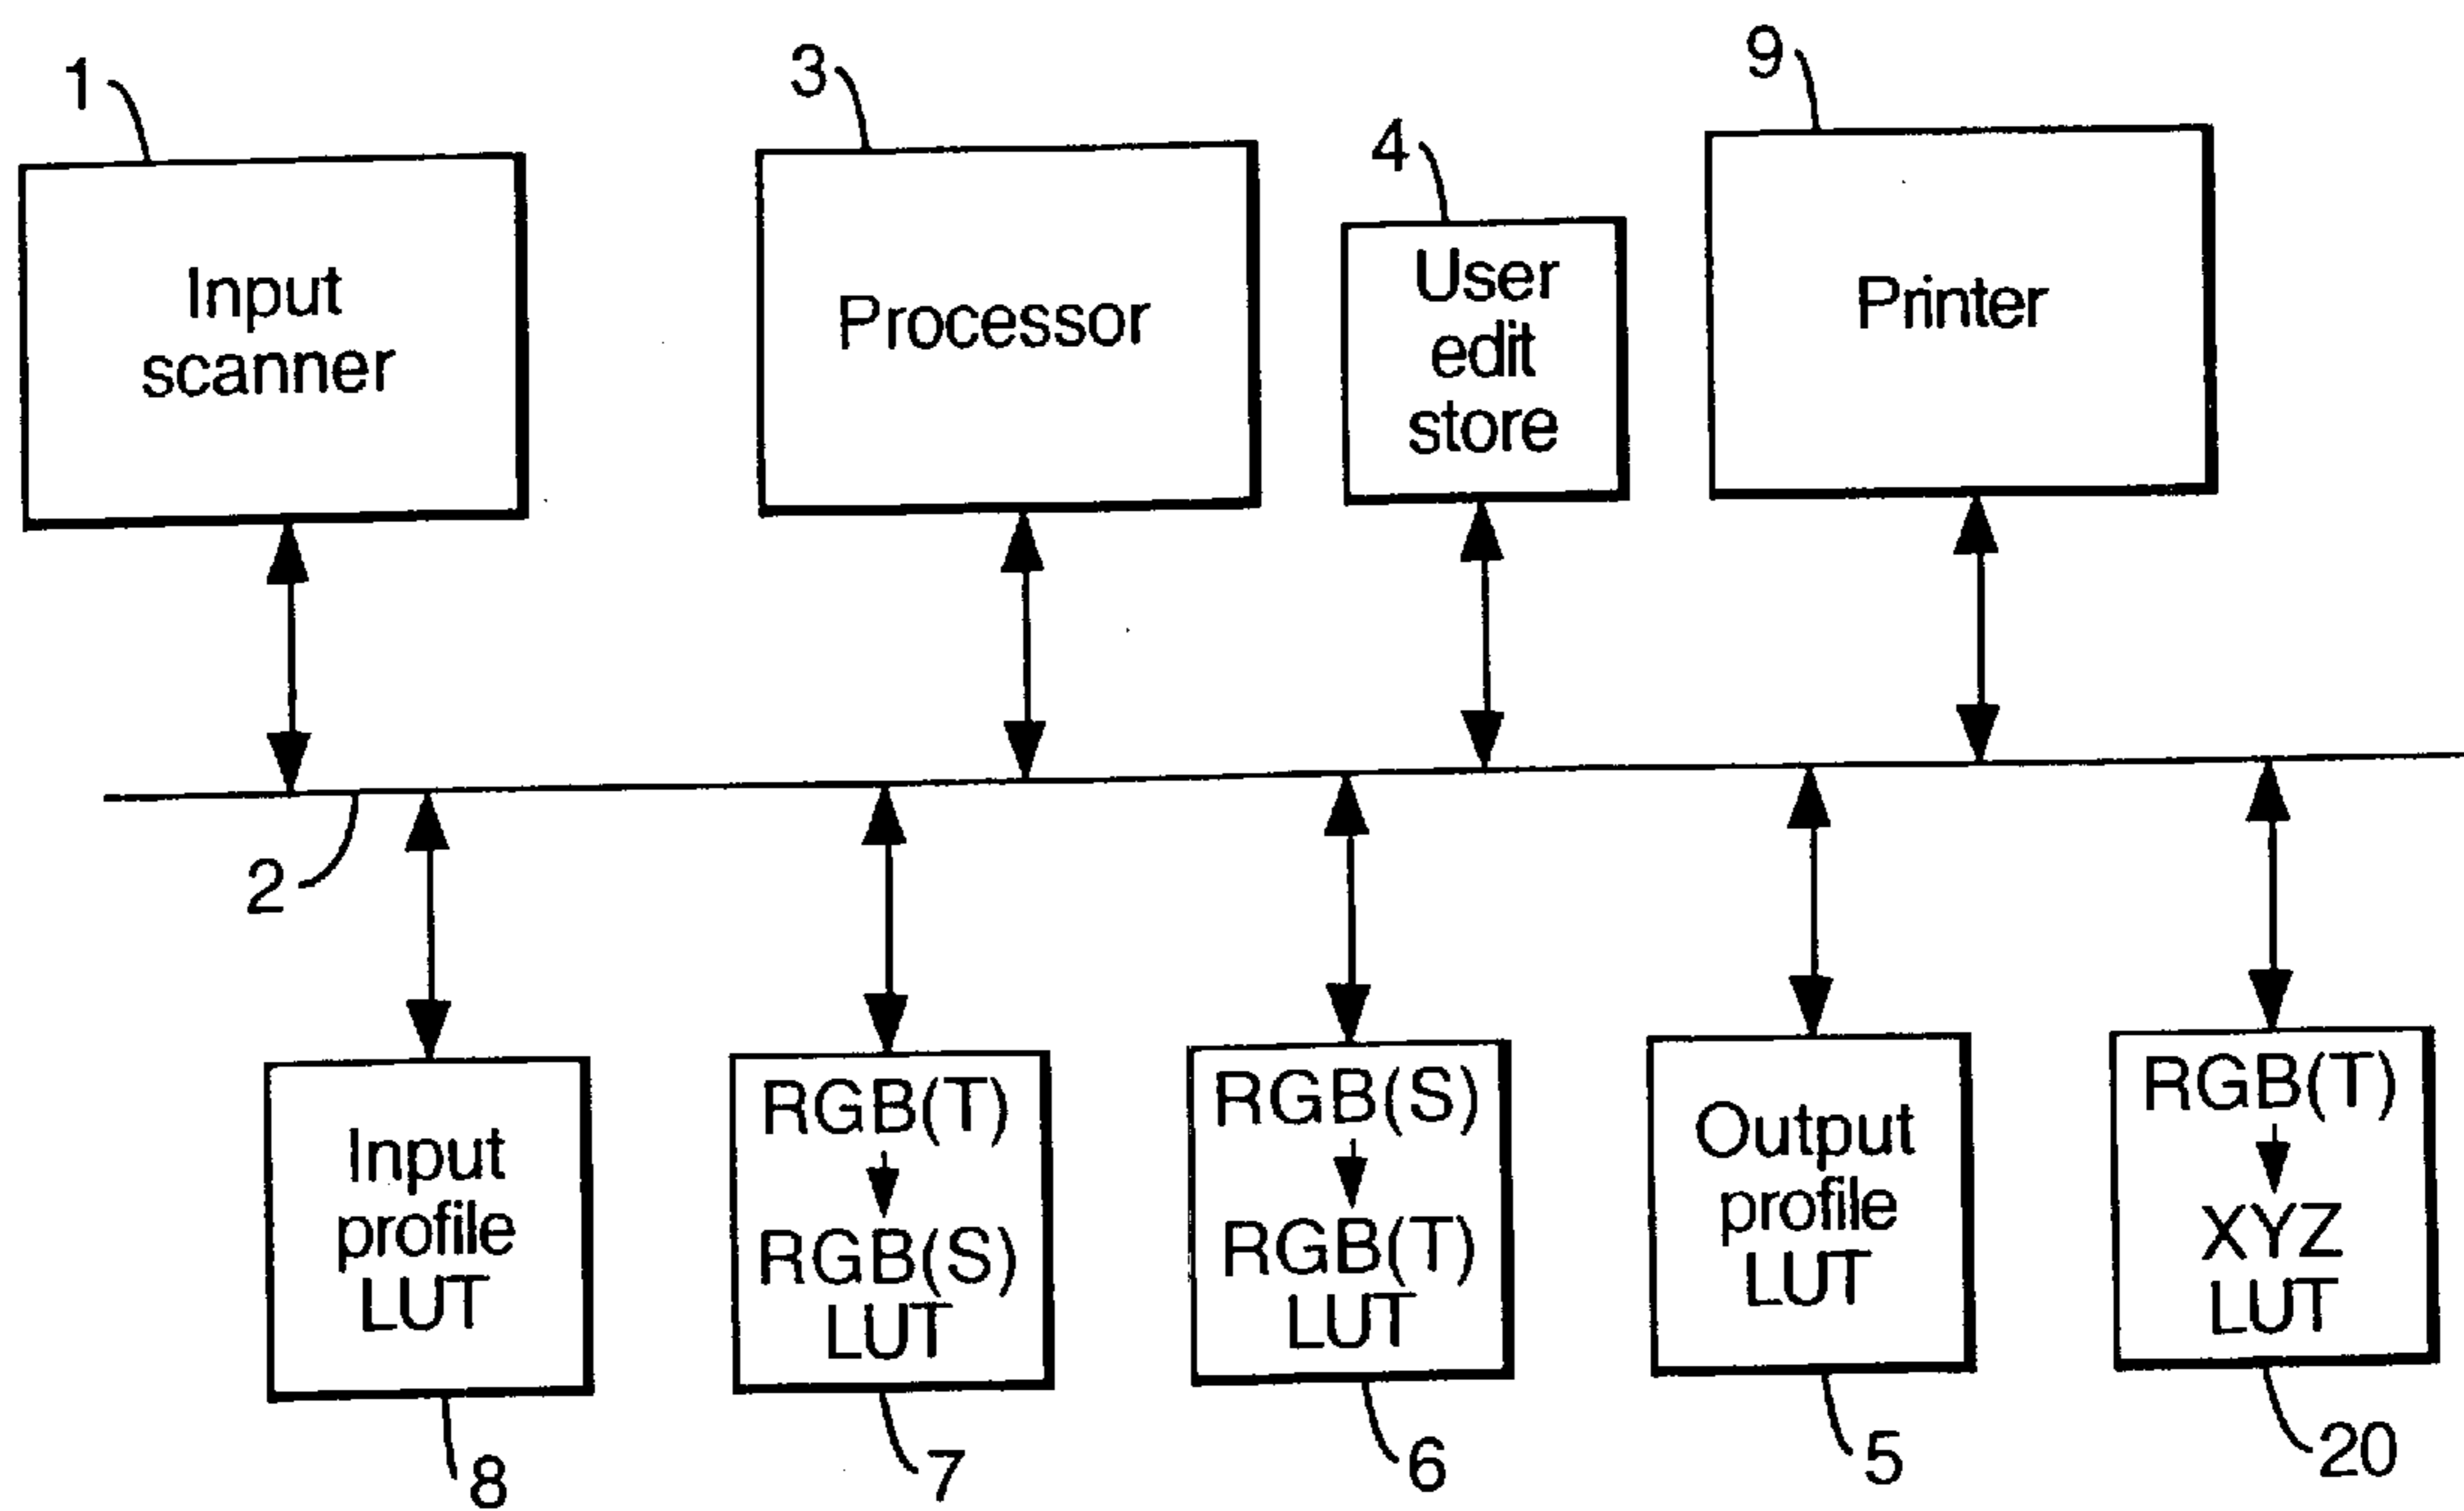 1
3
4
9
Input
scanner
Processor
User
edit
store
Printer
2
Input
profile
LUT
RGB(T)
RGB(S)
LUT
RGB(S)
RGB(T)
LUT
Output
profile
LUT
RGB(T)
XYZ
LUT
8
7
6
5
20